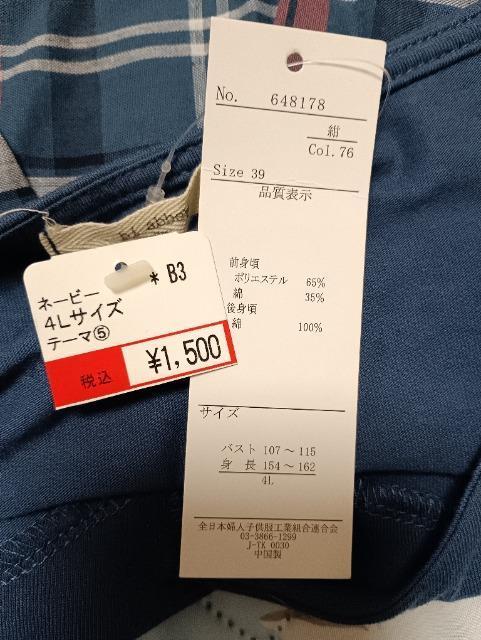 No. 648178
紺
Col.76
Size 39
品質表示
前身頃
ポリエステル 65%
綿 35%
後身頃
綿 100%
サイズ
バスト 107～115
身 長 154～162
4L
全日本婦人子供服工業組合連合会
03-3866-1299
J-TK 0030
中国製
* B3
ネービー
4Lサイズ
テーマ⑤
税込 ¥1,500